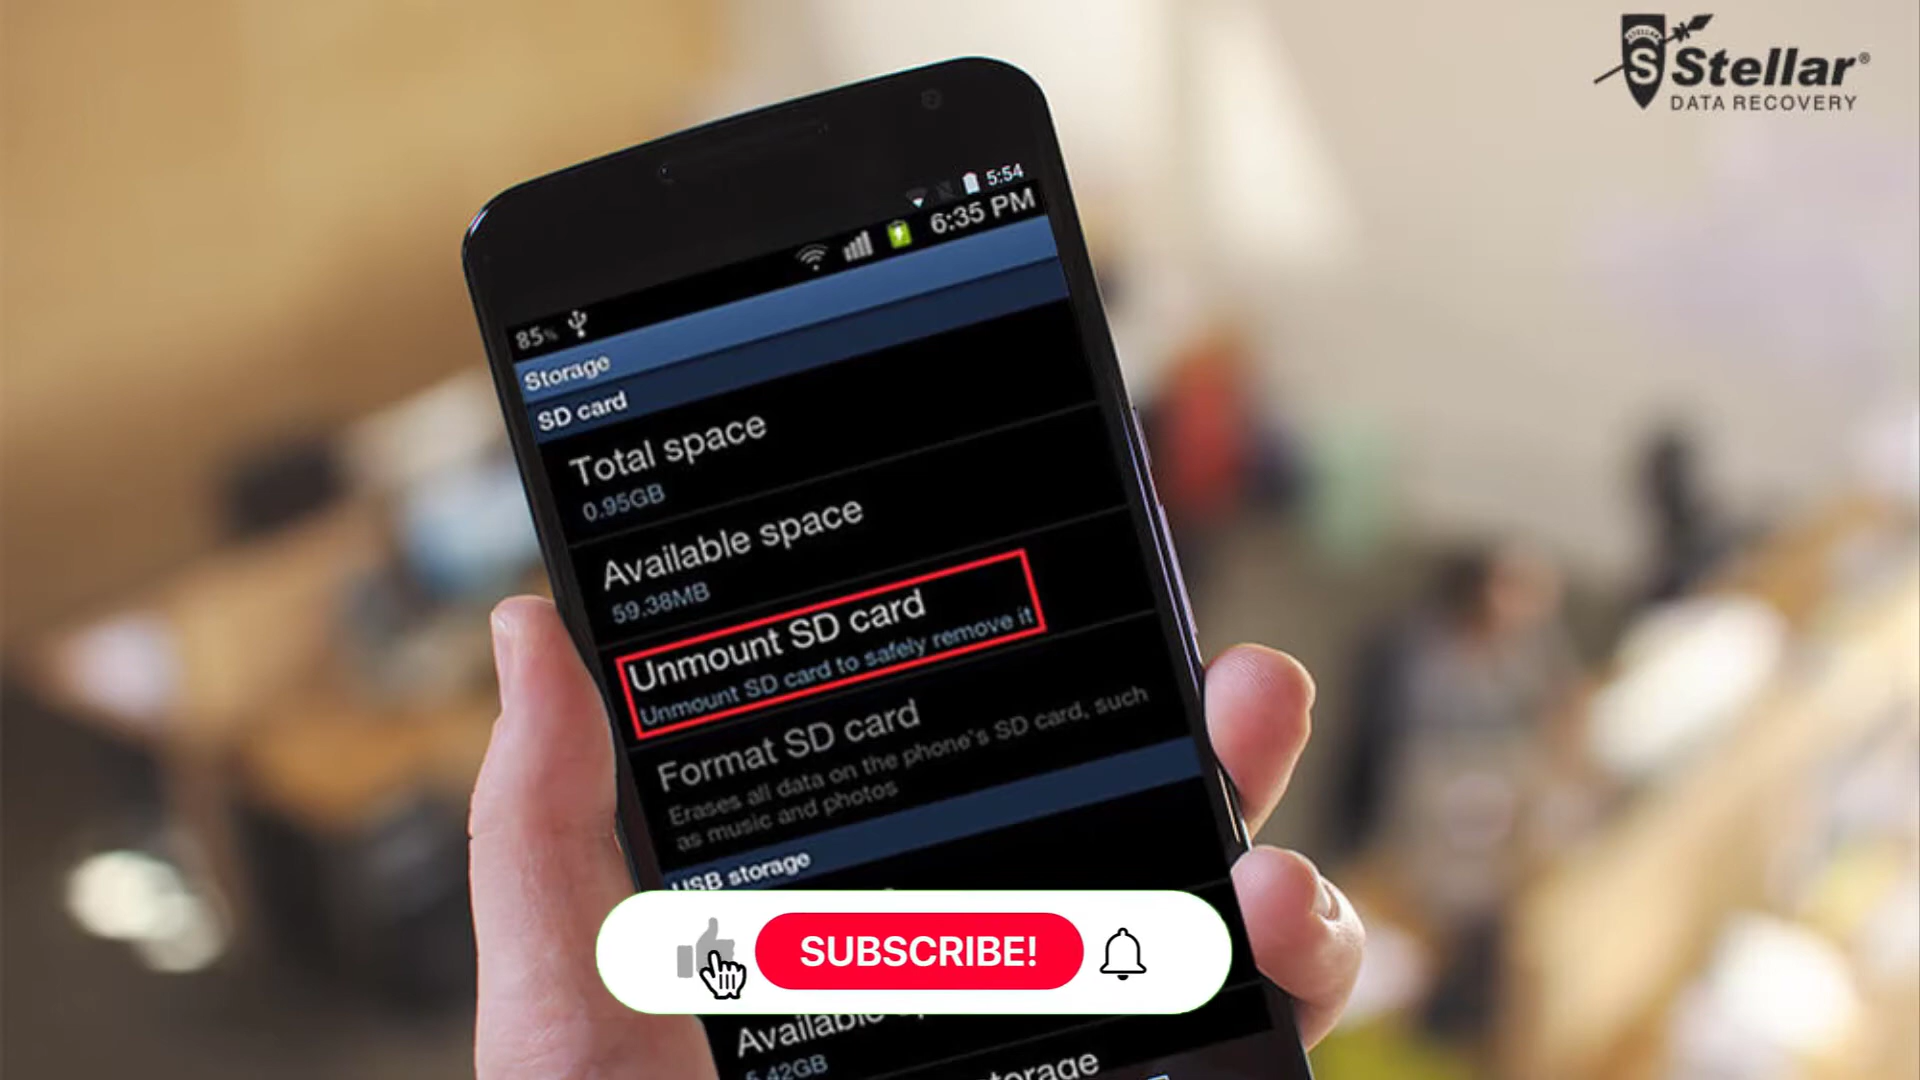 Stellar®
DATA RECOVERY
5:54
6:35 PM
85%
Storage
SD card
Total space
0.95GB
Available space
59.38MB
Unmount SD card
Unmount SD card to safely remove it
Format SD card
Erases all data on the phone's SD card, such
as music and photos
USB storage
SUBSCRIBE!
Available
5.42GB
storage